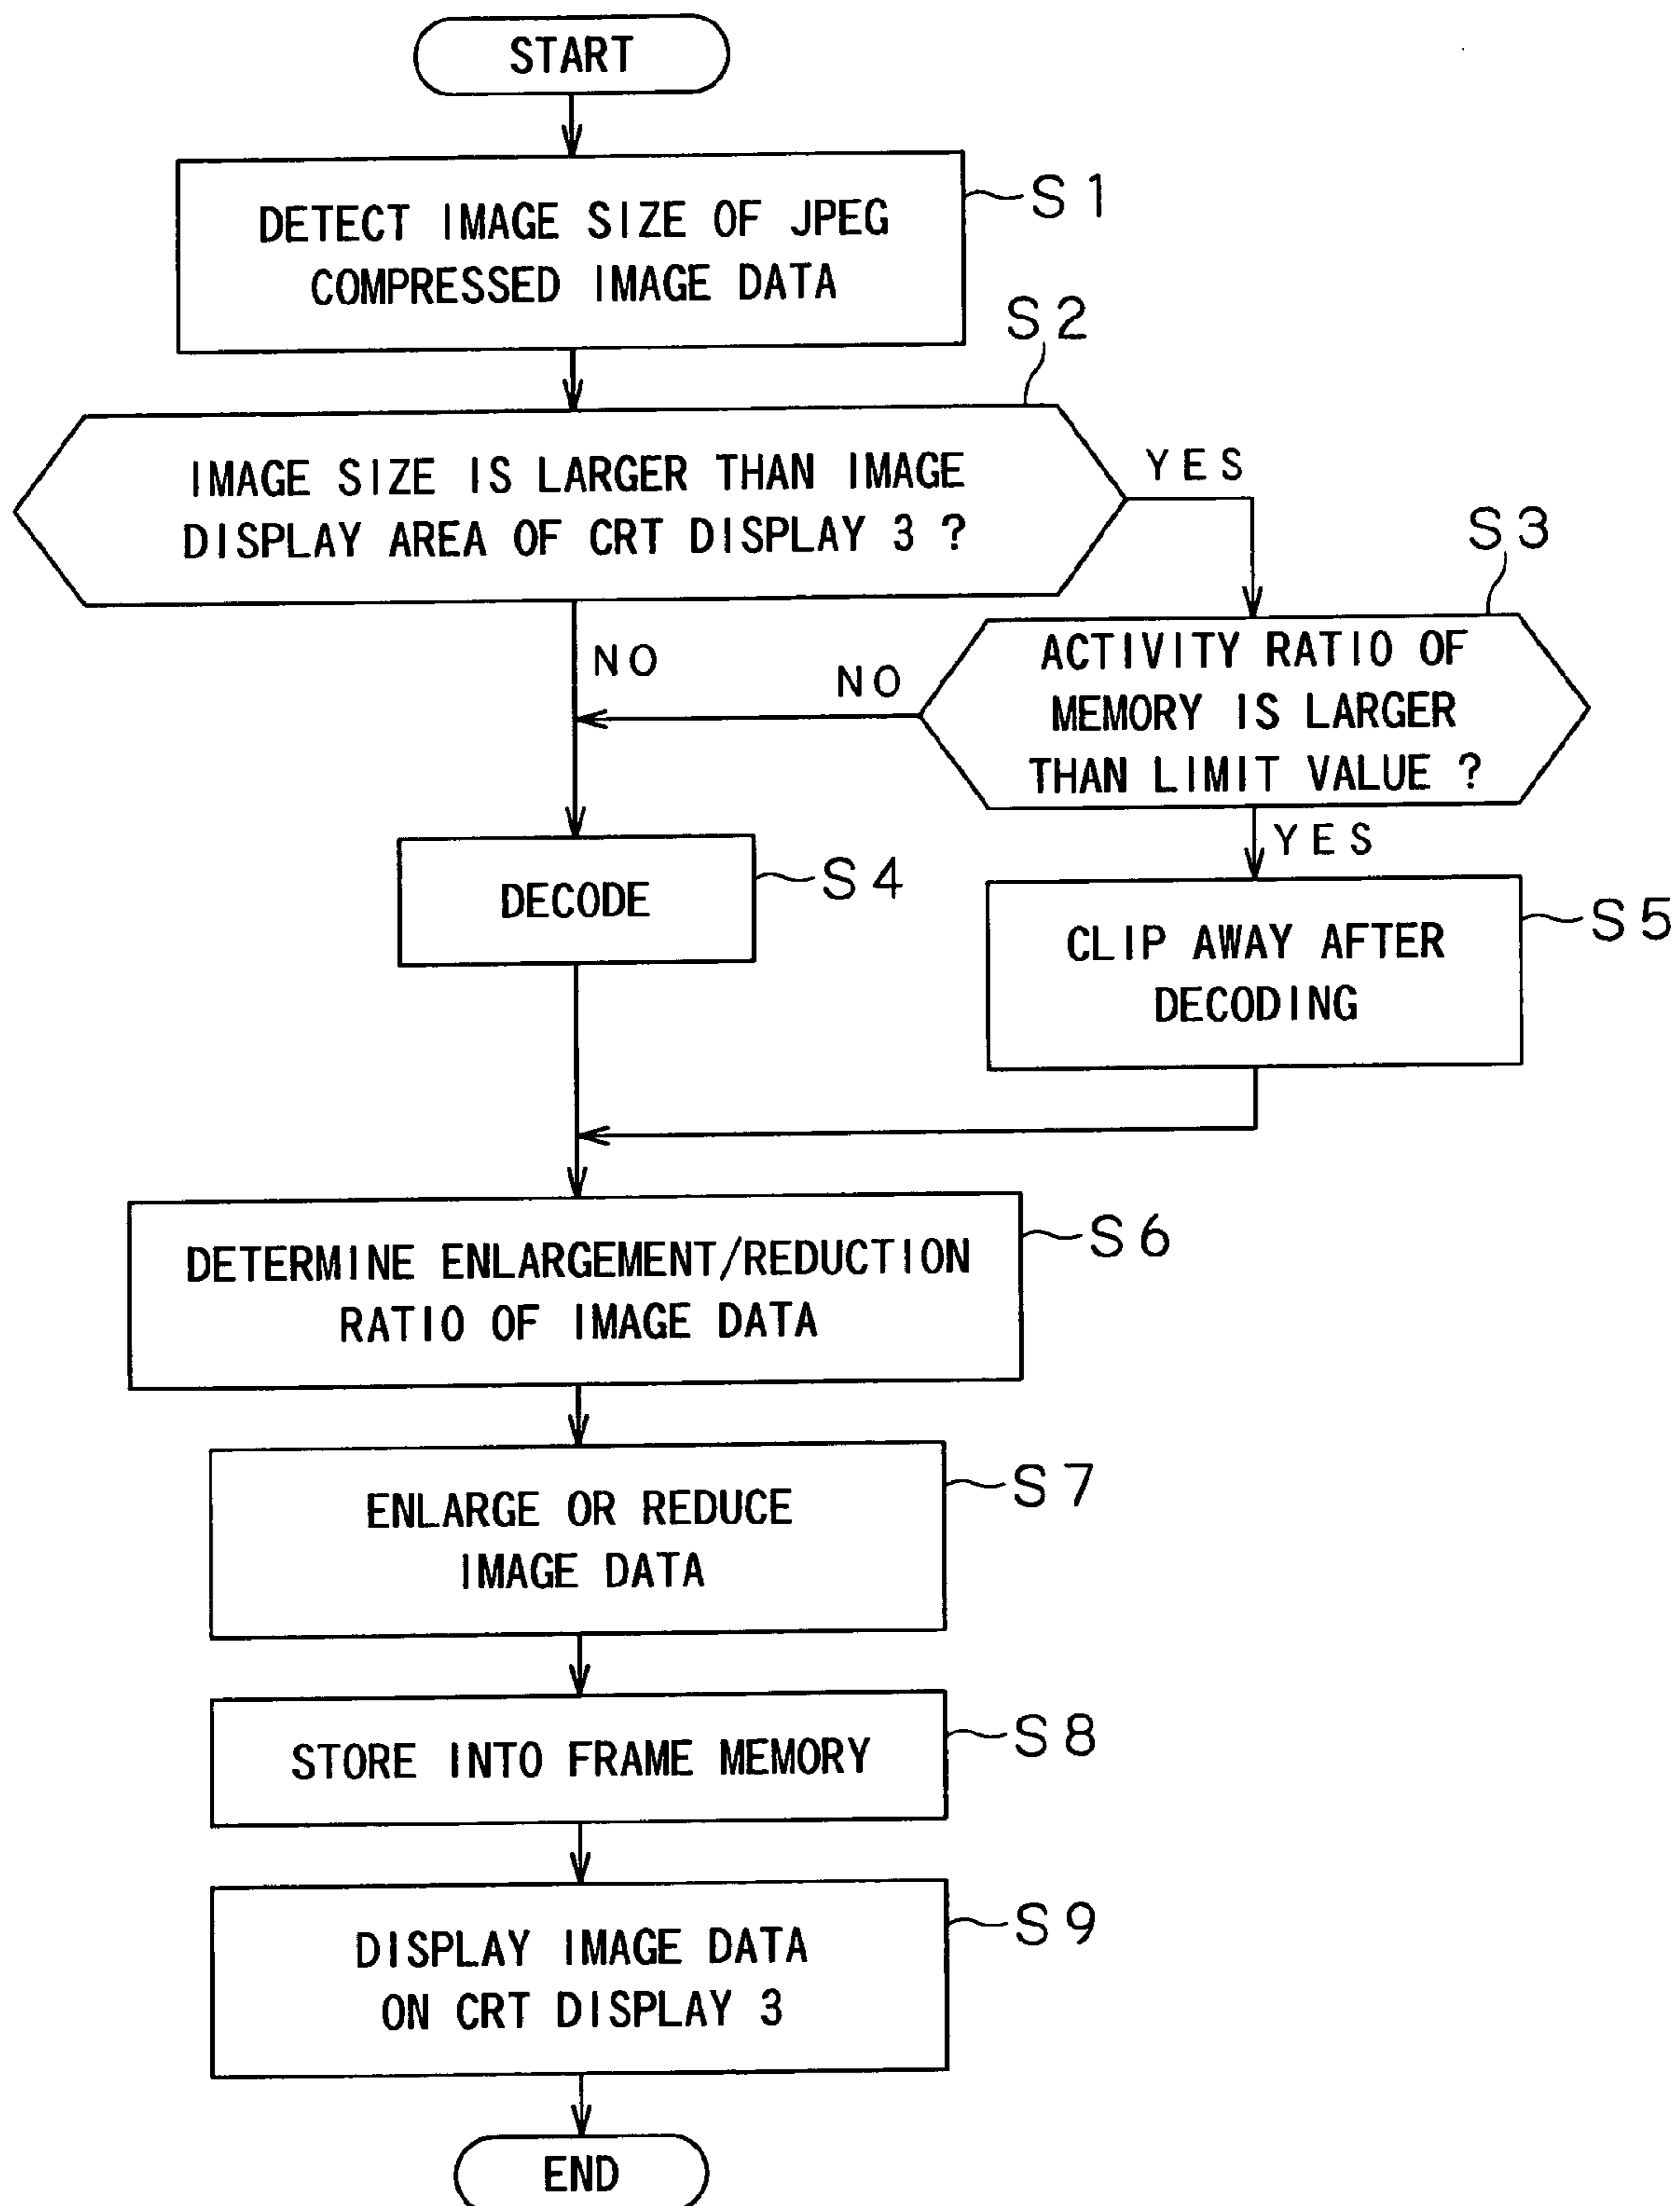 START
DETECT IMAGE SIZE OF JPEG
COMPRESSED IMAGE DATA
S1
S2
IMAGE SIZE IS LARGER THAN IMAGE
DISPLAY AREA OF CRT DISPLAY 3 ?
YES
S3
NO
ACTIVITY RATIO OF
MEMORY IS LARGER
THAN LIMIT VALUE ?
NO
YES
DECODE
S4
CLIP AWAY AFTER
DECODING
S5
DETERMINE ENLARGEMENT/REDUCTION
RATIO OF IMAGE DATA
S6
ENLARGE OR REDUCE
IMAGE DATA
S7
STORE INTO FRAME MEMORY
S8
DISPLAY IMAGE DATA
ON CRT DISPLAY 3
S9
END